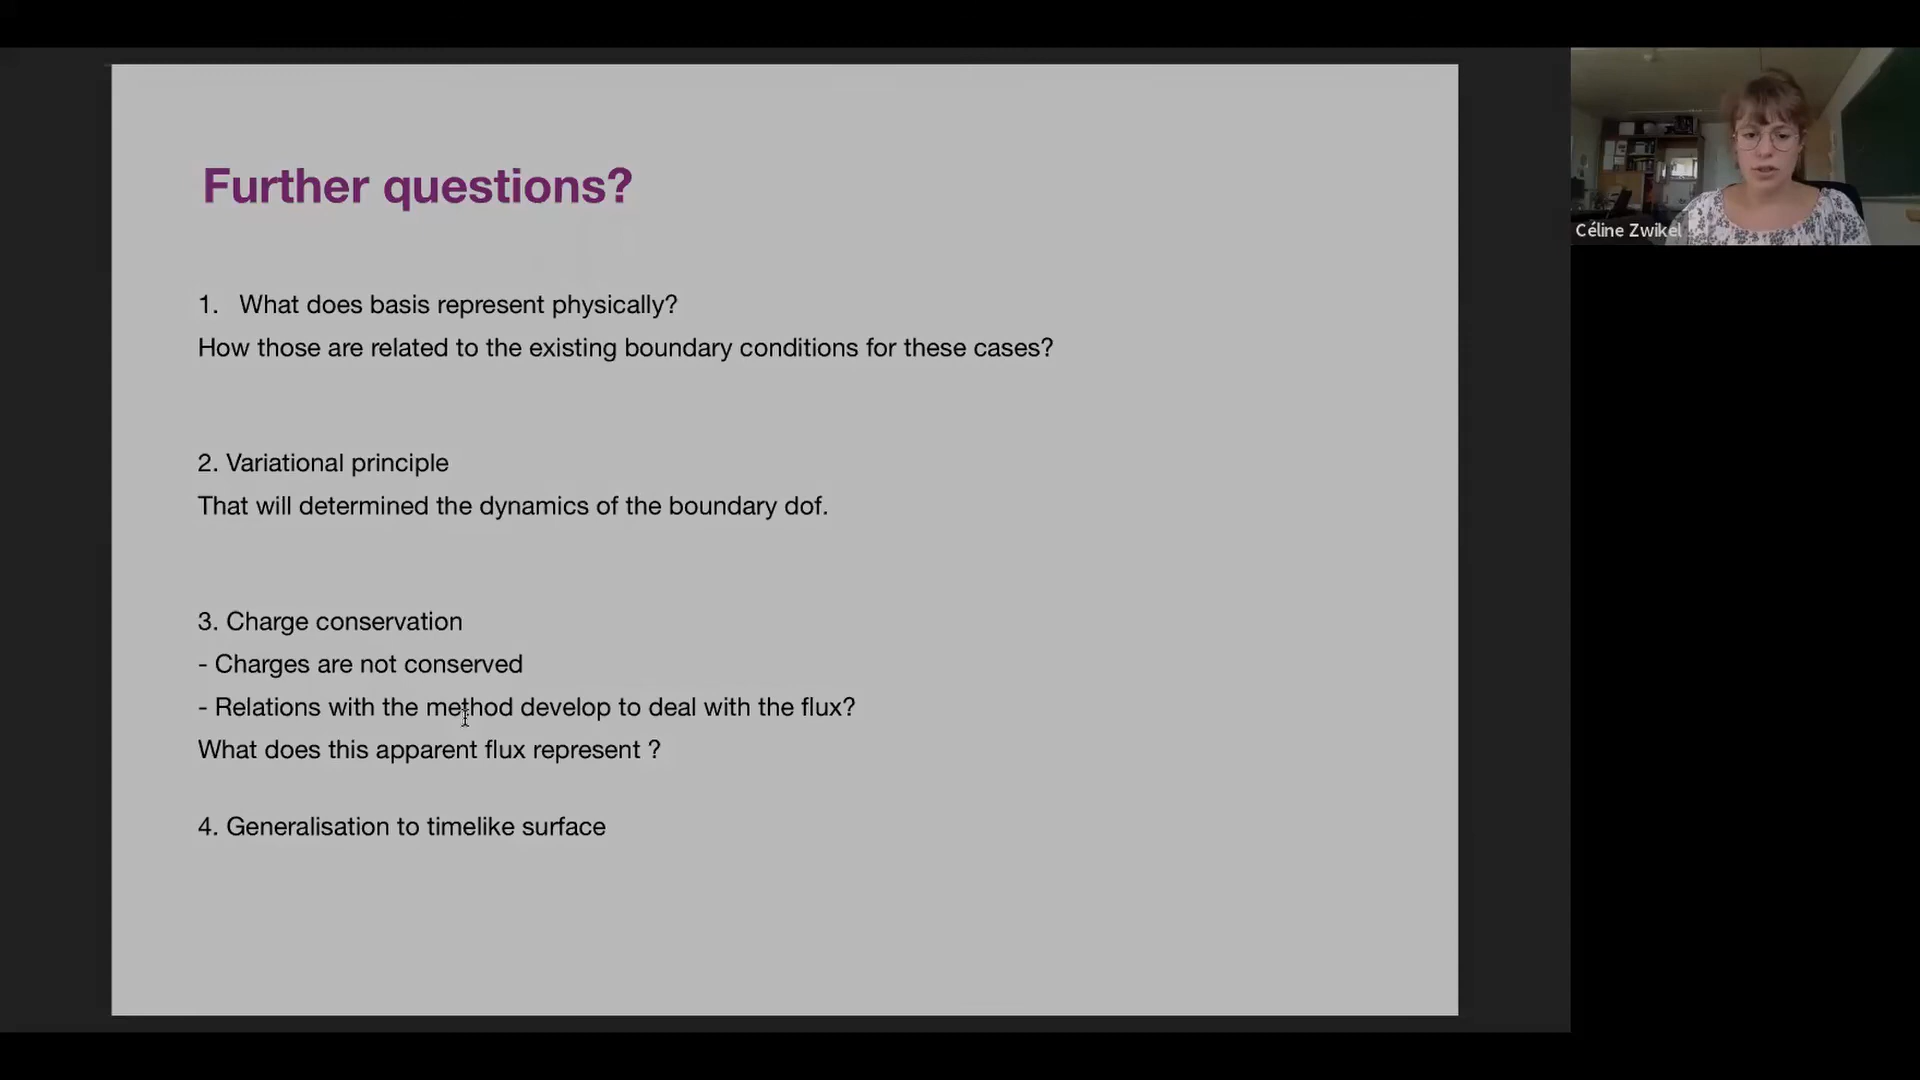 Further questions?
1. What does basis represent physically?
How those are related to the existing boundary conditions for these cases?
2. Variational principle
That will determined the dynamics of the boundary dof.
3. Charge conservation
- Charges are not conserved
- Relations with the method develop to deal with the flux?
What does this apparent flux represent ?
4. Generalisation to timelike surface
Céline Zwikel